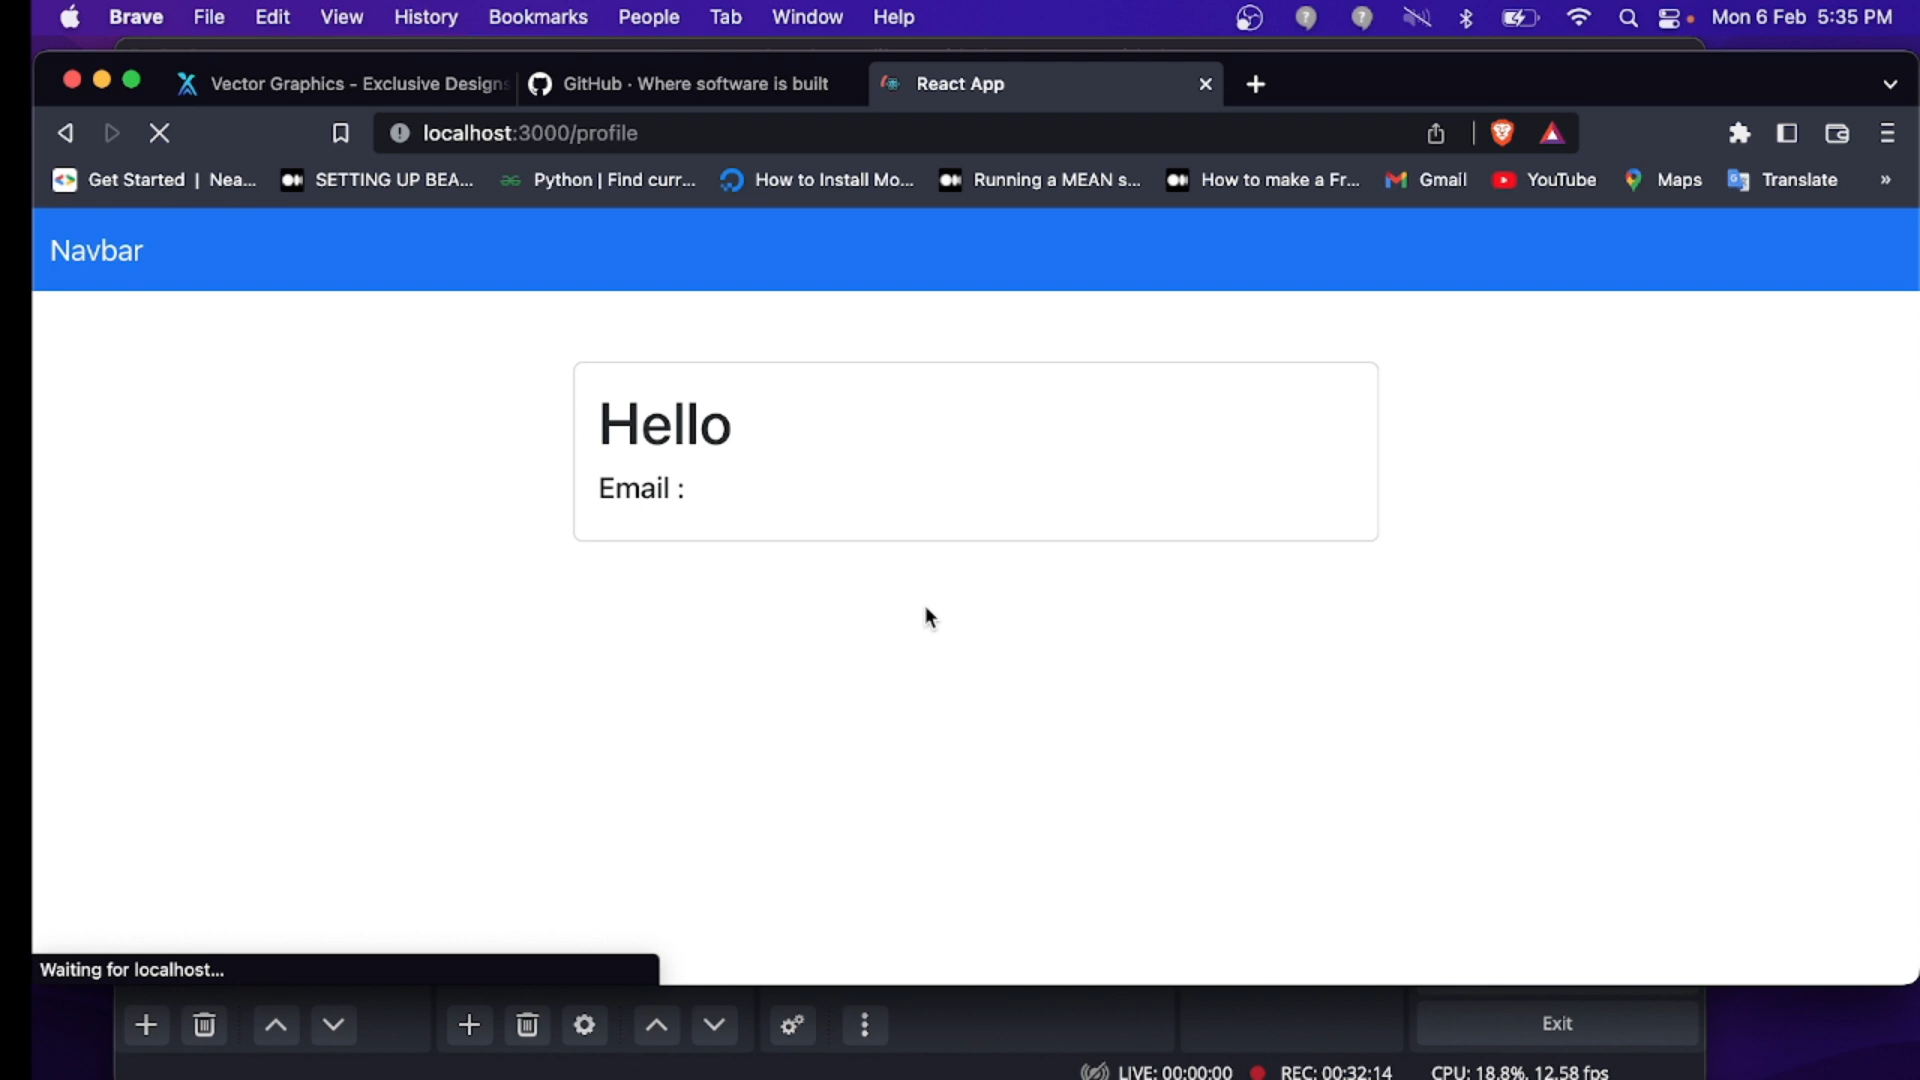 Brave File Edit View History Bookmarks People Tab Window Help Mon 6 Feb 5:35 PM
Vector Graphics - Exclusive Designs GitHub · Where software is built React App
localhost:3000/profile
Get Started | Nea... SETTING UP BEA... Python | Find curr... How to Install Mo... Running a MEAN s... How to make a Fr... Gmail YouTube Maps Translate »
Navbar
Hello
Email :
Waiting for localhost...
Exit
LIVE: 00:00:00 REC: 00:32:14 CPU: 18.8%, 12.58 fps